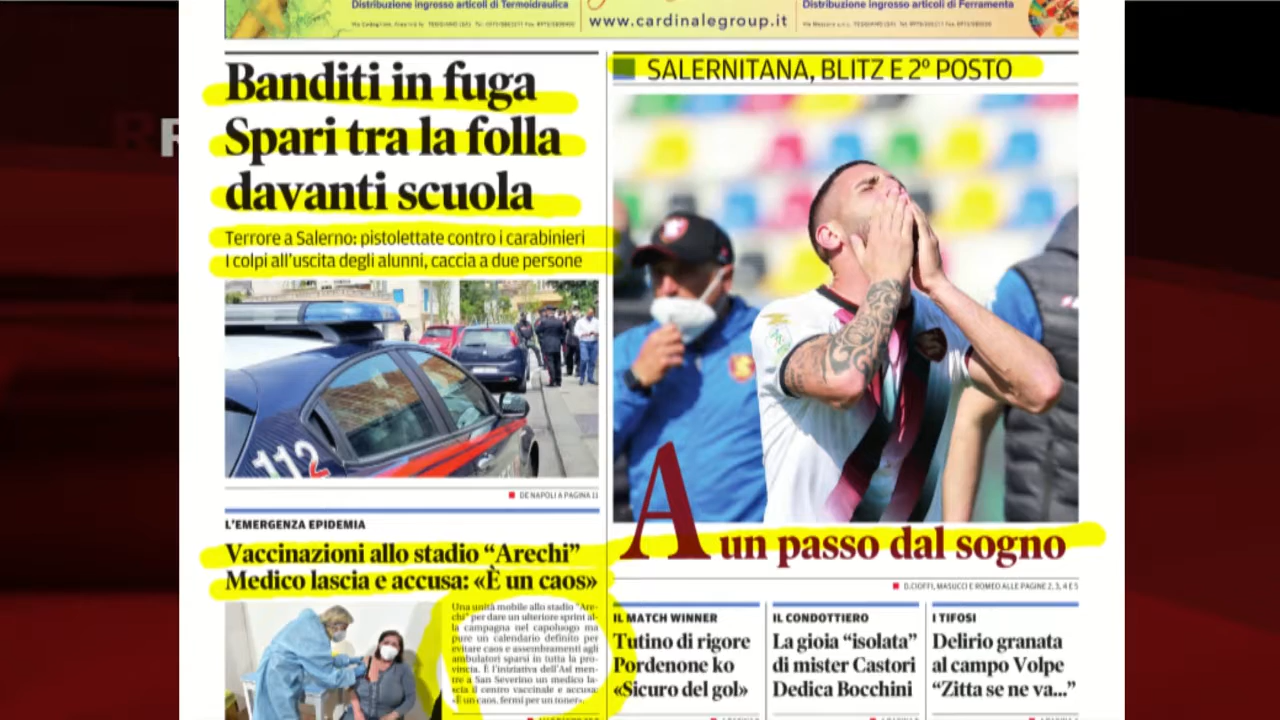 Distribuzione ingrosso articoli di Termoidraulica
www.cardinalegroup.it
Distribuzione ingrosso articoli di Ferramenta
Banditi in fuga
Spari tra la folla
davanti scuola
Terrore a Salerno: pistolettate contro i carabinieri
I colpi all'uscita degli alunni, caccia a due persone
112
DE NAPOLI A PAGINA 11
L'EMERGENZA EPIDEMIA
Vaccinazioni allo stadio “Arechi”
Medico lascia e accusa: «È un caos»
Una unità mobile allo stadio “Are-
chi” per dare un ulteriore sprint al-
la campagna nel capoluogo ma
pure un calendario definito per
evitare caos e assembramenti agli
ambulatori sparsi in tutta la pro-
vincia. È l'iniziativa dell'Asl men-
tre a San Severino un medico la-
scia il centro vaccinale e accusa:
«È un caos, fermi per un toner».
SALERNITANA, BLITZ E 2º POSTO
A un passo dal sogno
D.CIOFFI, MASUCCI E ROMEO ALLE PAGINE 2, 3, 4 E 5
IL MATCH WINNER
Tutino di rigore
Pordenone ko
«Sicuro del gol»
IL CONDOTTIERO
La gioia “isolata”
di mister Castori
Dedica Bocchini
I TIFOSI
Delirio granata
al campo Volpe
“Zitta se ne va...”